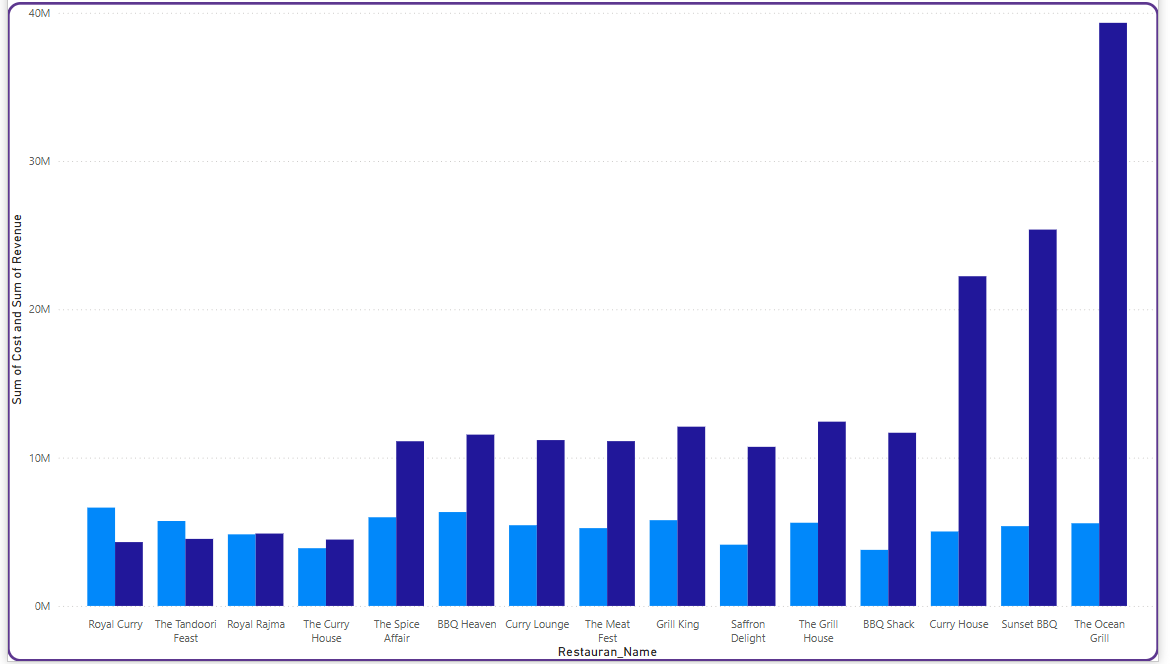 40M
30M
20M
10M
0M
Sum of Cost and Sum of Revenue
Royal Curry
The Tandoori
Feast
Royal Rajma
The Curry
House
The Spice
Affair
BBQ Heaven
Curry Lounge
The Meat
Fest
Grill King
Saffron
Delight
The Grill
House
BBQ Shack
Curry House
Sunset BBQ
The Ocean
Grill
Restauran_Name